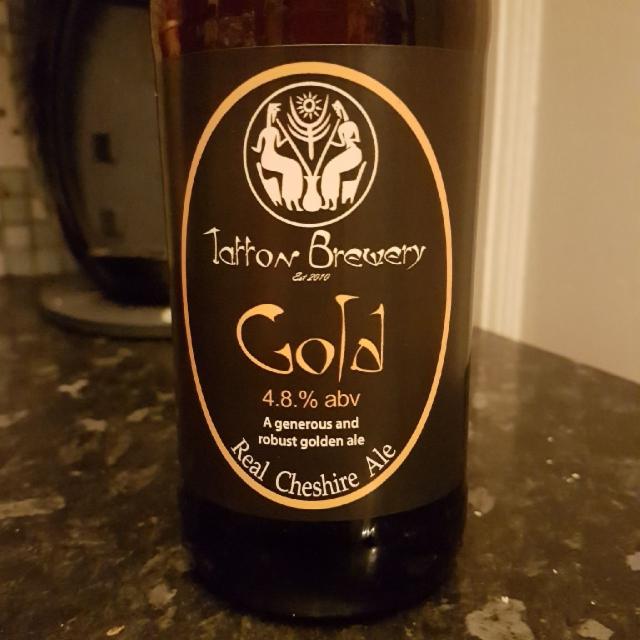 Tatton Brewery
Est 2010
Gold
4.8.% abv
A generous and
robust golden ale
Real Cheshire Ale